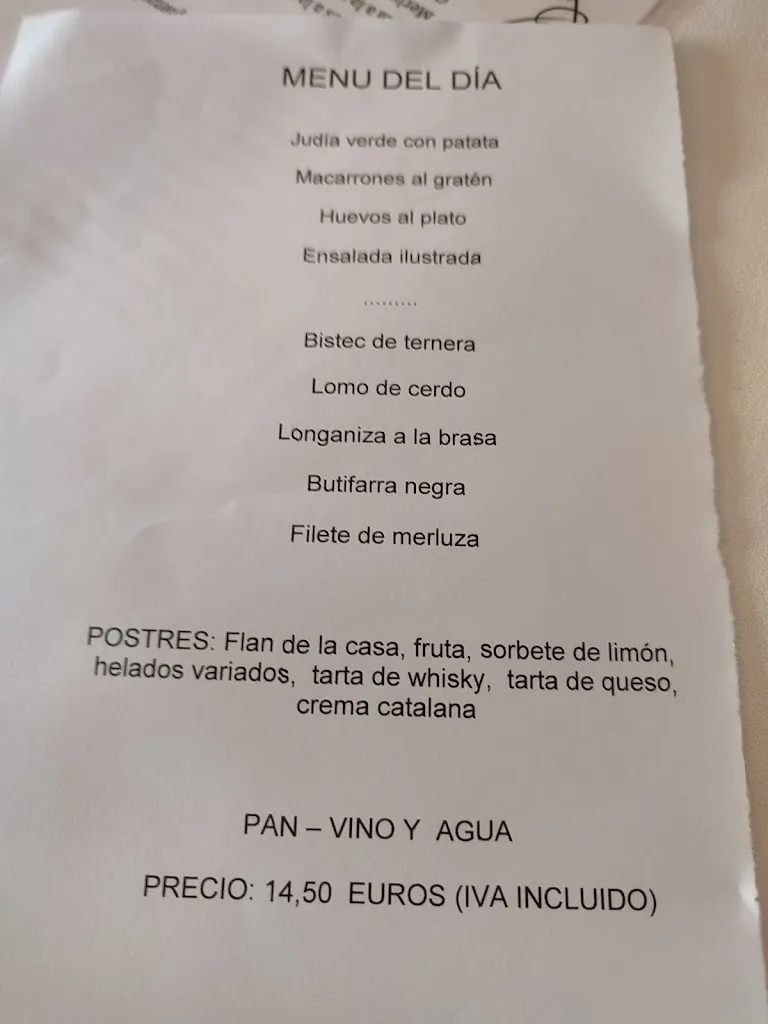 MENU DEL DÍA
Judía verde con patata
Macarrones al gratén
Huevos al plato
Ensalada ilustrada
.........
Bistec de ternera
Lomo de cerdo
Longaniza a la brasa
Butifarra negra
Filete de merluza
POSTRES: Flan de la casa, fruta, sorbete de limón,
helados variados, tarta de whisky, tarta de queso,
crema catalana
PAN – VINO Y AGUA
PRECIO: 14,50 EUROS (IVA INCLUIDO)